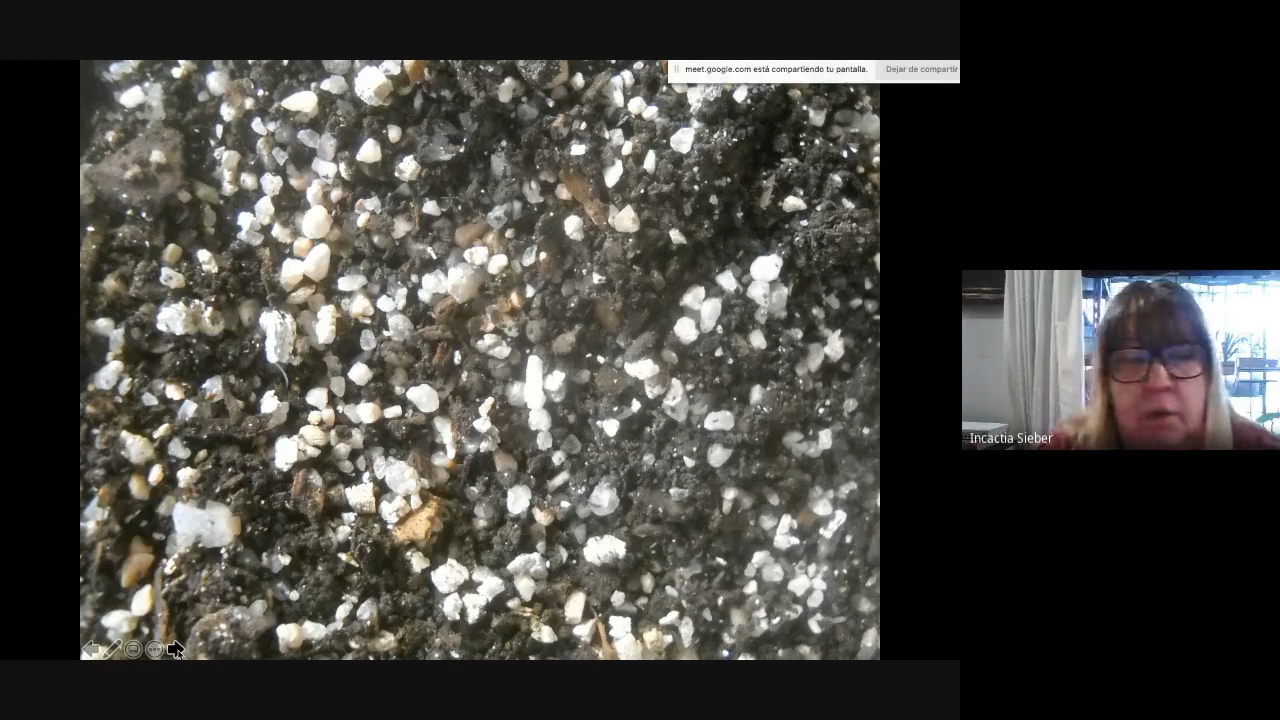 meet.google.com está compartiendo tu pantalla.
Dejar de compartir
Incactia Sieber